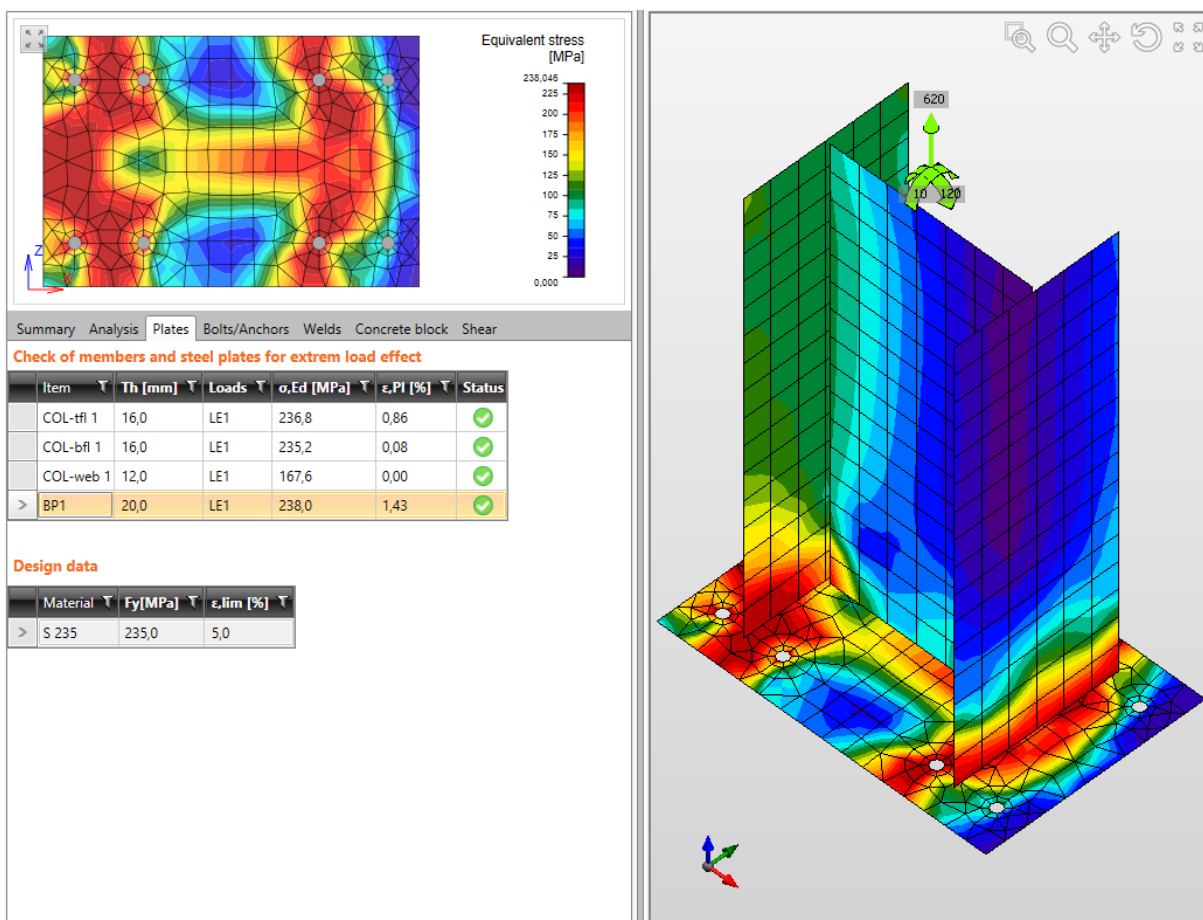 Equivalent stress
[MPa]
238,046
225
200
175
150
125
100
75
50
25
0,000
Z
Y
Summary Analysis Plates Bolts/Anchors Welds Concrete block Shear
Check of members and steel plates for extrem load effect
Item Th [mm] Loads σ,Ed [MPa] ε,Pl [%] Status
COL-tfl 1 16,0 LE1 236,8 0,86
COL-bfl 1 16,0 LE1 235,2 0,08
COL-web 1 12,0 LE1 167,6 0,00
> BP1 20,0 LE1 238,0 1,43
Design data
Material Fy[MPa] ε,lim [%]
> S 235 235,0 5,0
620
10 120